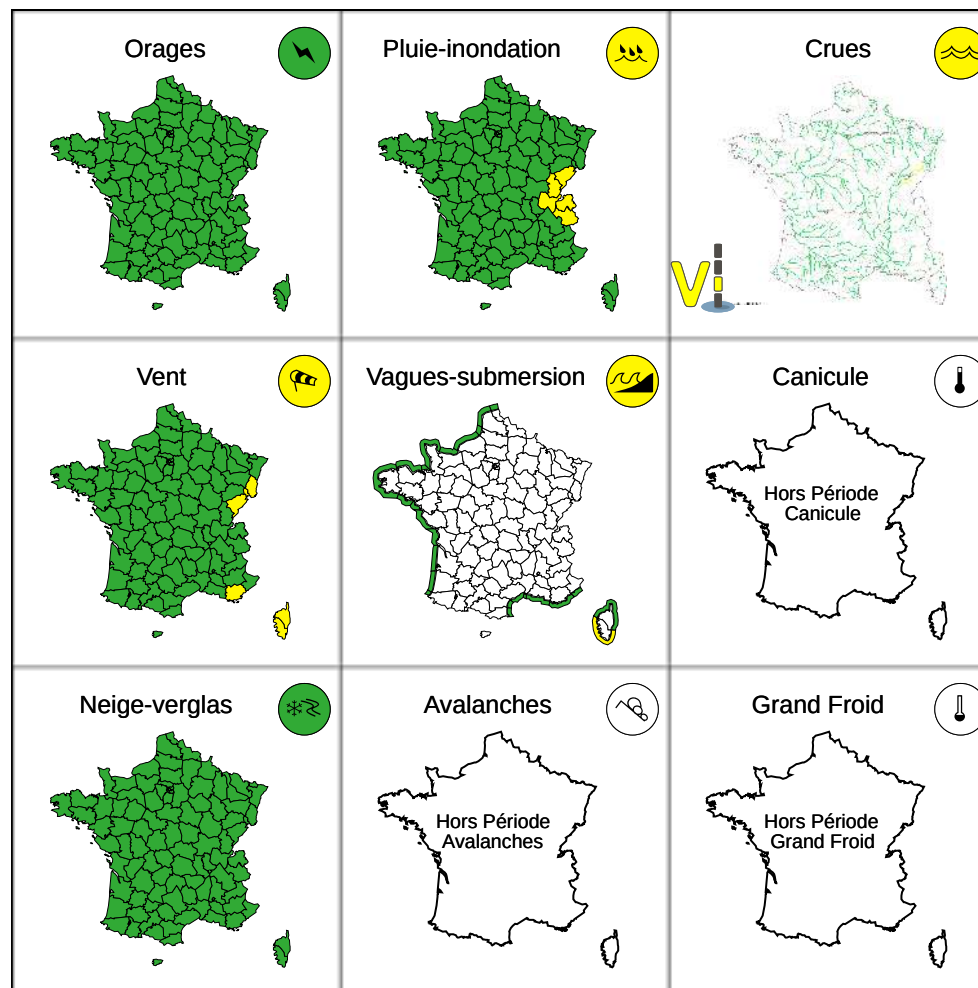 Orages
Pluie-inondation
Crues
Vi
Vent
Vagues-submersion
Canicule
Hors Période
Canicule
Neige-verglas
Avalanches
Grand Froid
Hors Période
Avalanches
Hors Période
Grand Froid